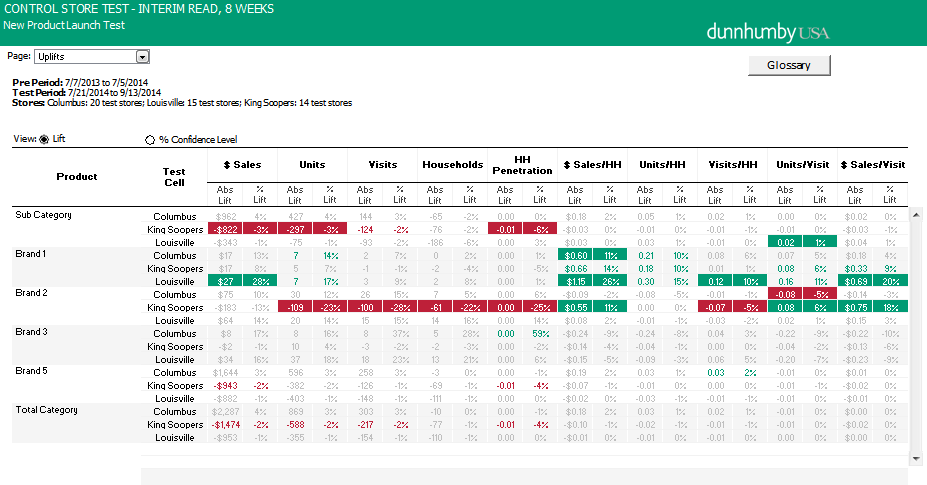 CONTROL STORE TEST - INTERIM READ, 8 WEEKS
New Product Launch Test
dunnhumby USA
Page: Uplifts
Glossary
Pre Period: 7/7/2013 to 7/5/2014
Test Period: 7/21/2014 to 9/13/2014
Stores: Columbus: 20 test stores; Louisville: 15 test stores; King Soopers: 14 test stores
View: Lift % Confidence Level
Product Test Cell $ Sales Units Visits Households HH Penetration $ Sales/HH Units/HH Visits/HH Units/Visit $ Sales/Visit
Abs Lift % Lift Abs Lift % Lift Abs Lift % Lift Abs Lift % Lift Abs Lift % Lift Abs Lift % Lift Abs Lift % Lift Abs Lift % Lift Abs Lift % Lift Abs Lift % Lift
Sub Category Columbus $962 4% 427 4% 144 3% -65 -2% 0.00 0% $0.18 2% 0.05 1% 0.02 1% 0.00 0% $0.02 0%
King Soopers -$822 -3% -297 -3% -124 -2% -76 -2% -0.01 -6% -$0.03 0% -0.01 0% 0.00 0% -0.01 0% -$0.01 0%
Louisville -$343 -1% -75 -1% -93 -2% -186 -6% 0.00 3% $0.03 0% 0.03 1% 0.00 0% 0.02 1% $0.04 1%
Brand 1 Columbus $17 13% 7 14% 2 7% 0 2% 0.00 1% $0.60 11% 0.21 10% 0.08 6% 0.07 5% $0.18 4%
King Soopers $17 8% 5 7% -1 -1% -2 -4% 0.00 -5% $0.66 14% 0.18 10% 0.01 1% 0.08 6% $0.33 9%
Louisville $27 28% 7 17% 3 9% 2 8% 0.00 1% $1.15 26% 0.30 15% 0.12 10% 0.16 11% $0.69 20%
Brand 2 Columbus $75 10% 30 12% 26 15% 7 5% 0.00 6% -$0.09 -2% -0.08 -5% -0.01 -1% -0.08 -5% -$0.14 -3%
King Soopers -$183 -13% -109 -23% -100 -28% -61 -22% 0.00 -25% $0.55 11% 0.00 0% -0.07 -5% 0.08 6% $0.75 18%
Louisville $64 14% 20 14% 15 15% 14 16% 0.00 14% $0.08 2% -0.01 -1% -0.03 -2% 0.02 1% $0.15 3%
Brand 3 Columbus $8 17% 8 16% 8 37% 5 28% 0.00 59% -$0.24 -9% -0.24 -8% 0.04 3% -0.22 -9% -$0.22 -10%
King Soopers -$2 -1% 10 4% -3 -2% -2 -3% 0.00 -2% -$0.14 -4% -0.04 -1% 0.00 0% -0.04 -2% -$0.13 -6%
Louisville $34 16% 37 18% 18 23% 13 21% 0.00 6% -$0.15 -5% -0.09 -3% 0.06 5% -0.20 -7% -$0.23 -9%
Brand 5 Columbus $1,644 3% 596 3% 258 3% -3 0% 0.00 -1% $0.19 2% 0.03 1% 0.03 2% -0.01 0% $0.01 0%
King Soopers -$943 -2% -382 -2% -126 -1% -69 -1% -0.01 -4% -$0.07 -1% -0.01 0% 0.00 0% -0.01 0% -$0.01 0%
Louisville -$882 -1% -403 -1% -148 -1% -111 -1% 0.00 0% -$0.02 0% -0.03 -1% 0.00 0% 0.00 0% $0.00 0%
Total Category Columbus $2,287 4% 869 3% 303 3% -10 0% 0.00 -1% $0.18 2% 0.03 1% 0.02 1% 0.00 0% $0.01 0%
King Soopers -$1,474 -2% -588 -2% -217 -2% -77 -1% -0.01 -4% -$0.10 -1% -0.02 -1% -0.01 0% -0.01 0% -$0.02 0%
Louisville -$953 -1% -355 -1% -154 -1% -110 -1% 0.00 0% -$0.01 0% -0.01 0% 0.00 0% 0.00 0% $0.00 0%